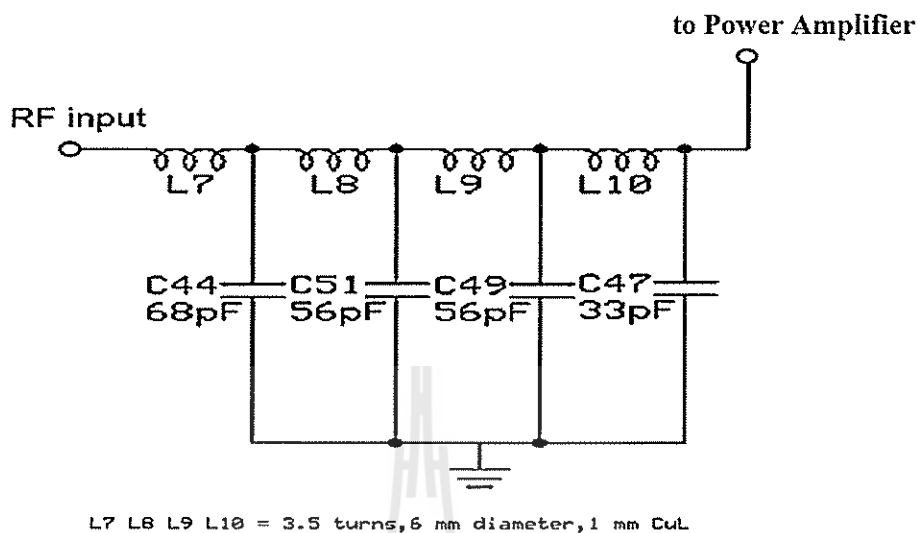 to Power Amplifier
RF input
L7 L8 L9 L10
C44 C51 C49 C47
68pF 56pF 56pF 33pF
L7 L8 L9 L10 = 3.5 turns,6 mm diameter,1 mm CuL